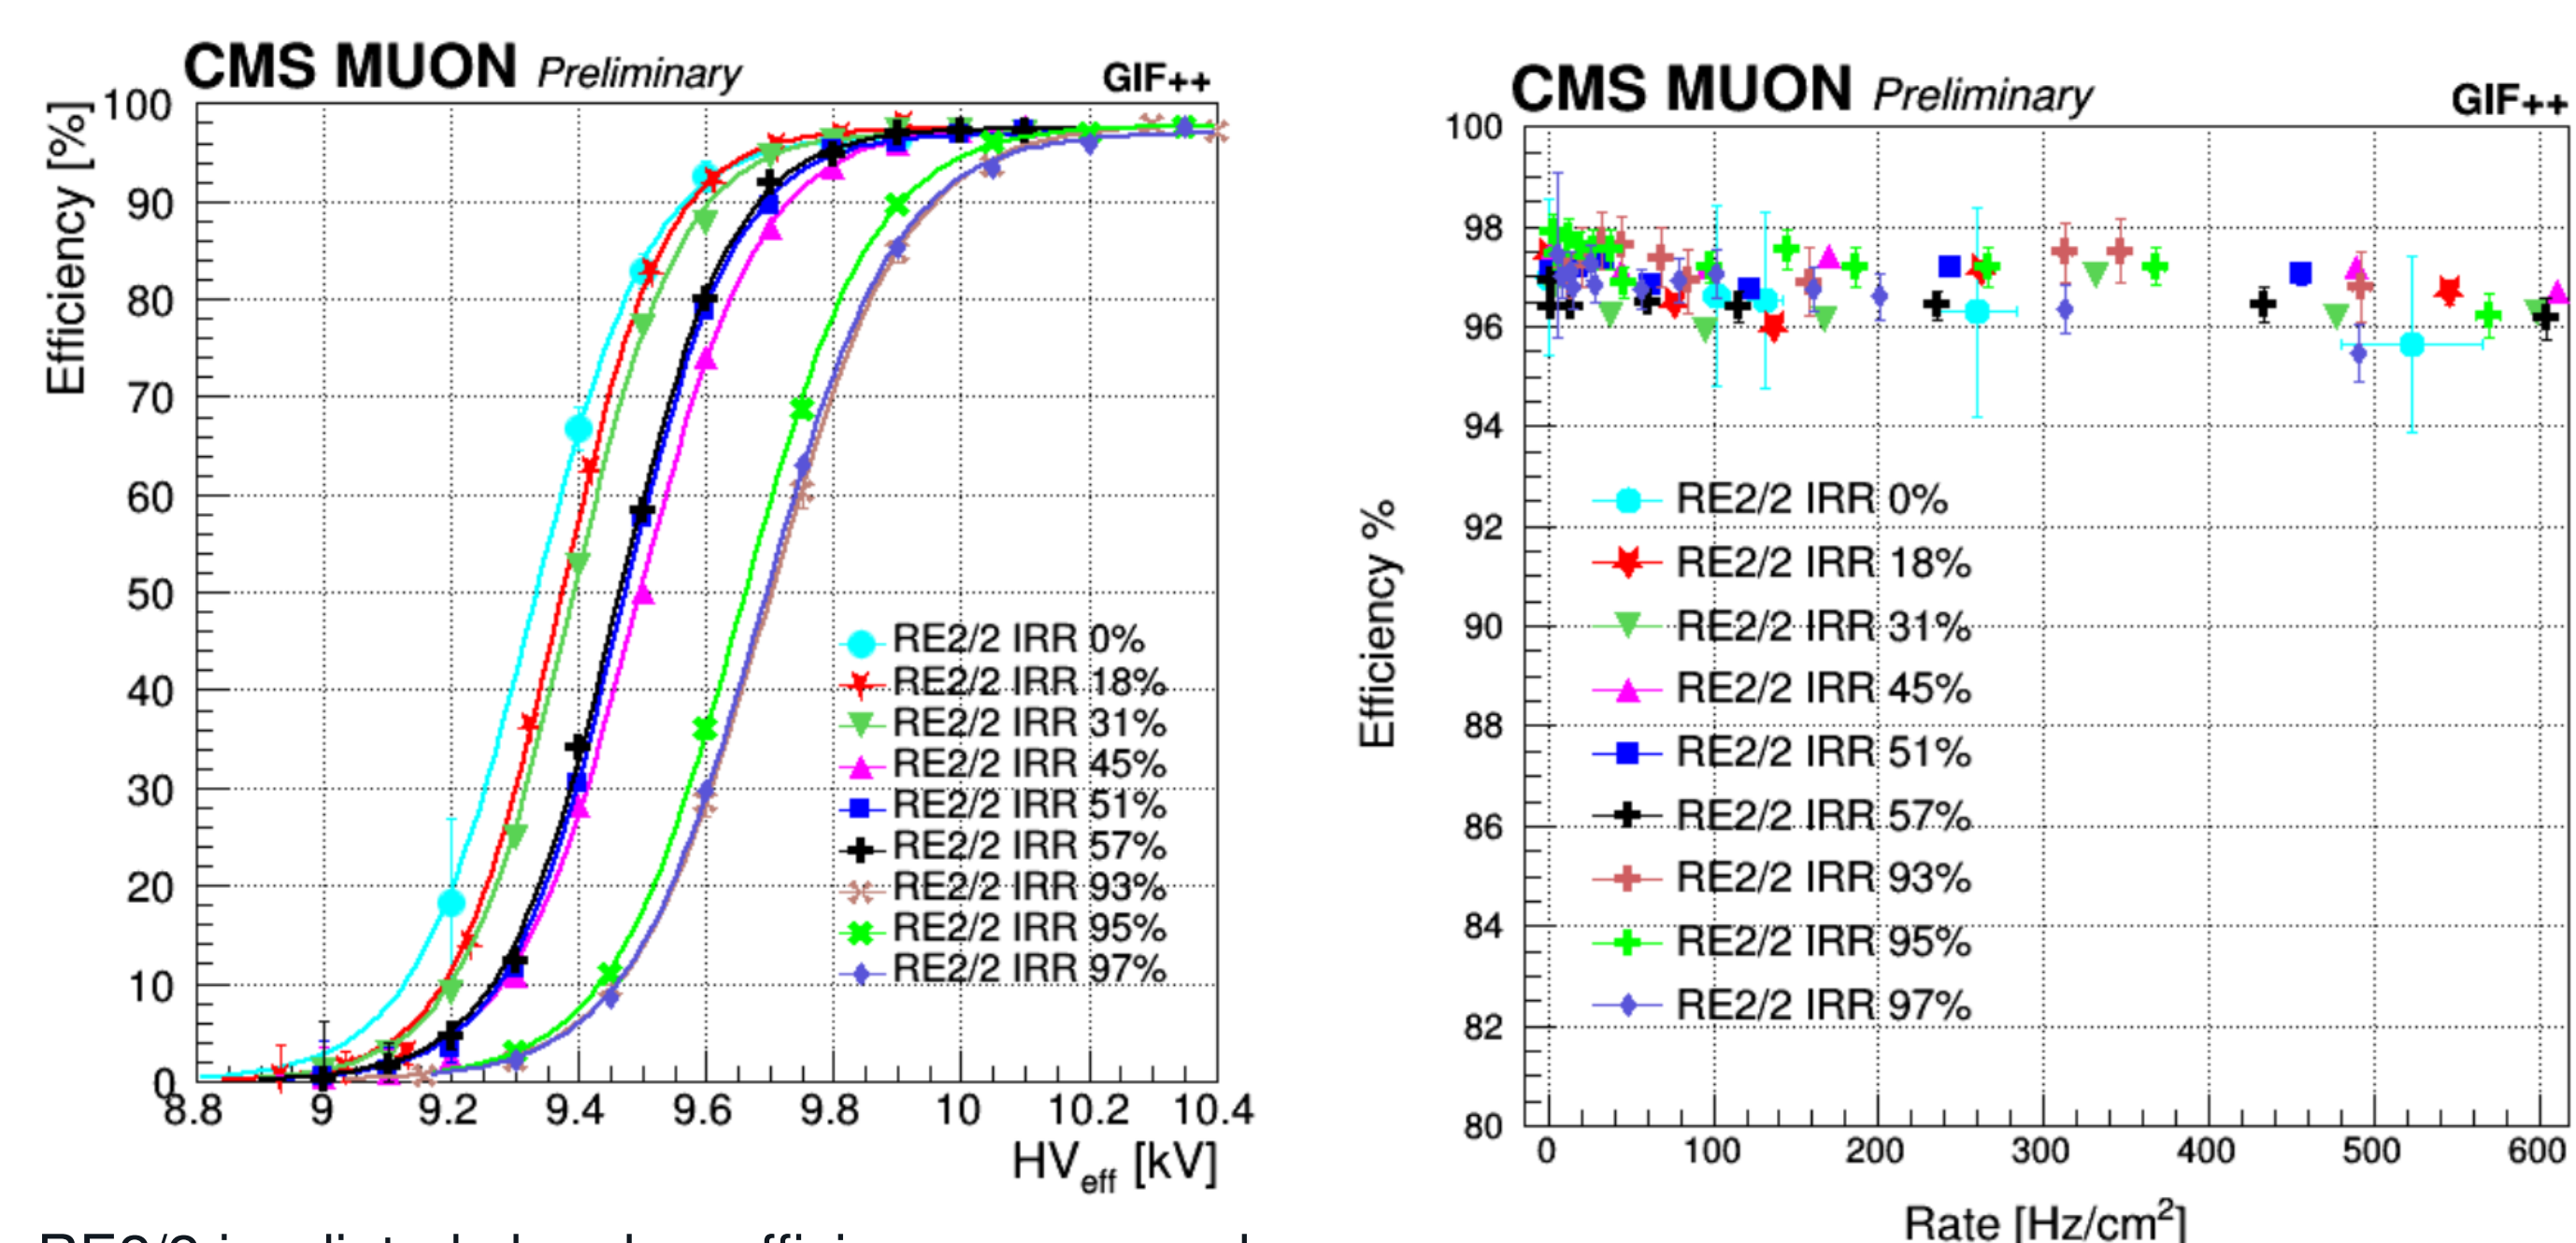 CMS MUON Preliminary GIF++
Efficiency [%]
100
90
80
70
60
50
40
30
20
10
0
8.8 9 9.2 9.4 9.6 9.8 10 10.2 10.4
HVeff [kV]
RE2/2 IRR 0%
RE2/2 IRR 18%
RE2/2 IRR 31%
RE2/2 IRR 45%
RE2/2 IRR 51%
RE2/2 IRR 57%
RE2/2 IRR 93%
RE2/2 IRR 95%
RE2/2 IRR 97%
CMS MUON Preliminary GIF++
Efficiency %
100
98
96
94
92
90
88
86
84
82
80
0 100 200 300 400 500 600
Rate [Hz/cm²]
RE2/2 IRR 0%
RE2/2 IRR 18%
RE2/2 IRR 31%
RE2/2 IRR 45%
RE2/2 IRR 51%
RE2/2 IRR 57%
RE2/2 IRR 93%
RE2/2 IRR 95%
RE2/2 IRR 97%